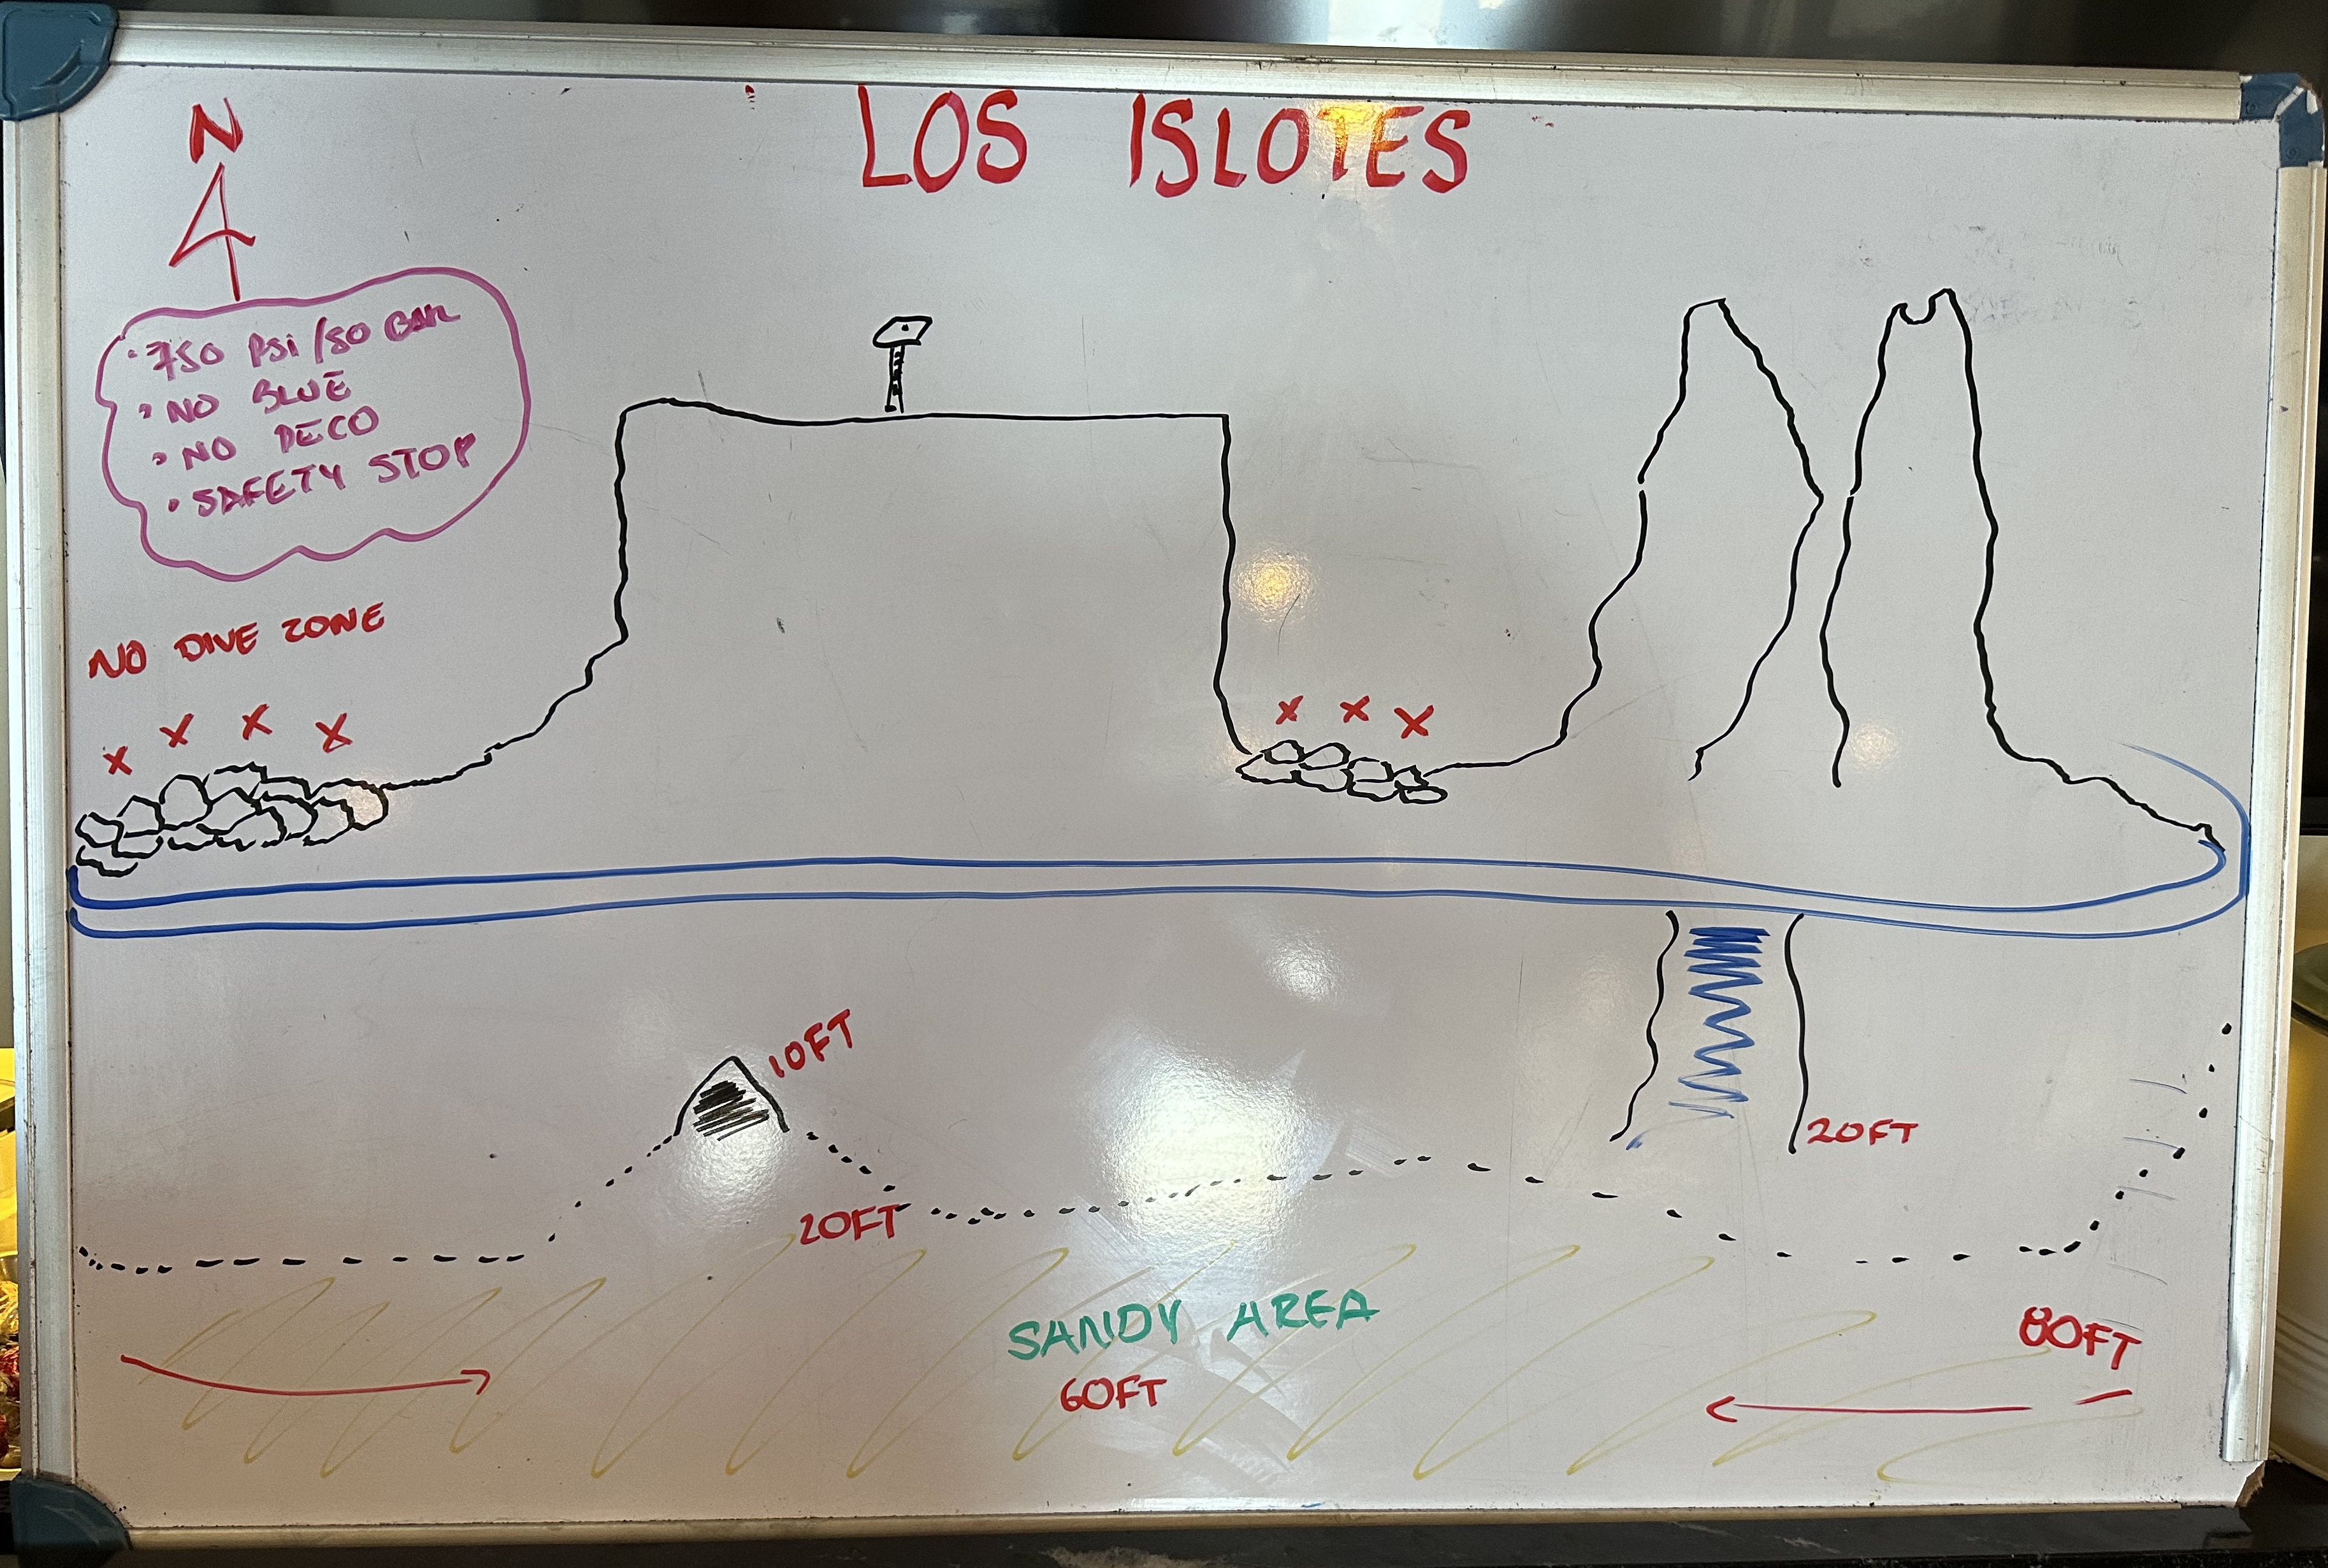 LOS ISLOTES
N
• 750 PSi/50 BAR
• NO BLUE
• NO DECO
• SAFETY STOP
NO DIVE ZONE
x x x x
x x x
10FT
20FT
20FT
SANDY AREA
60FT
80FT